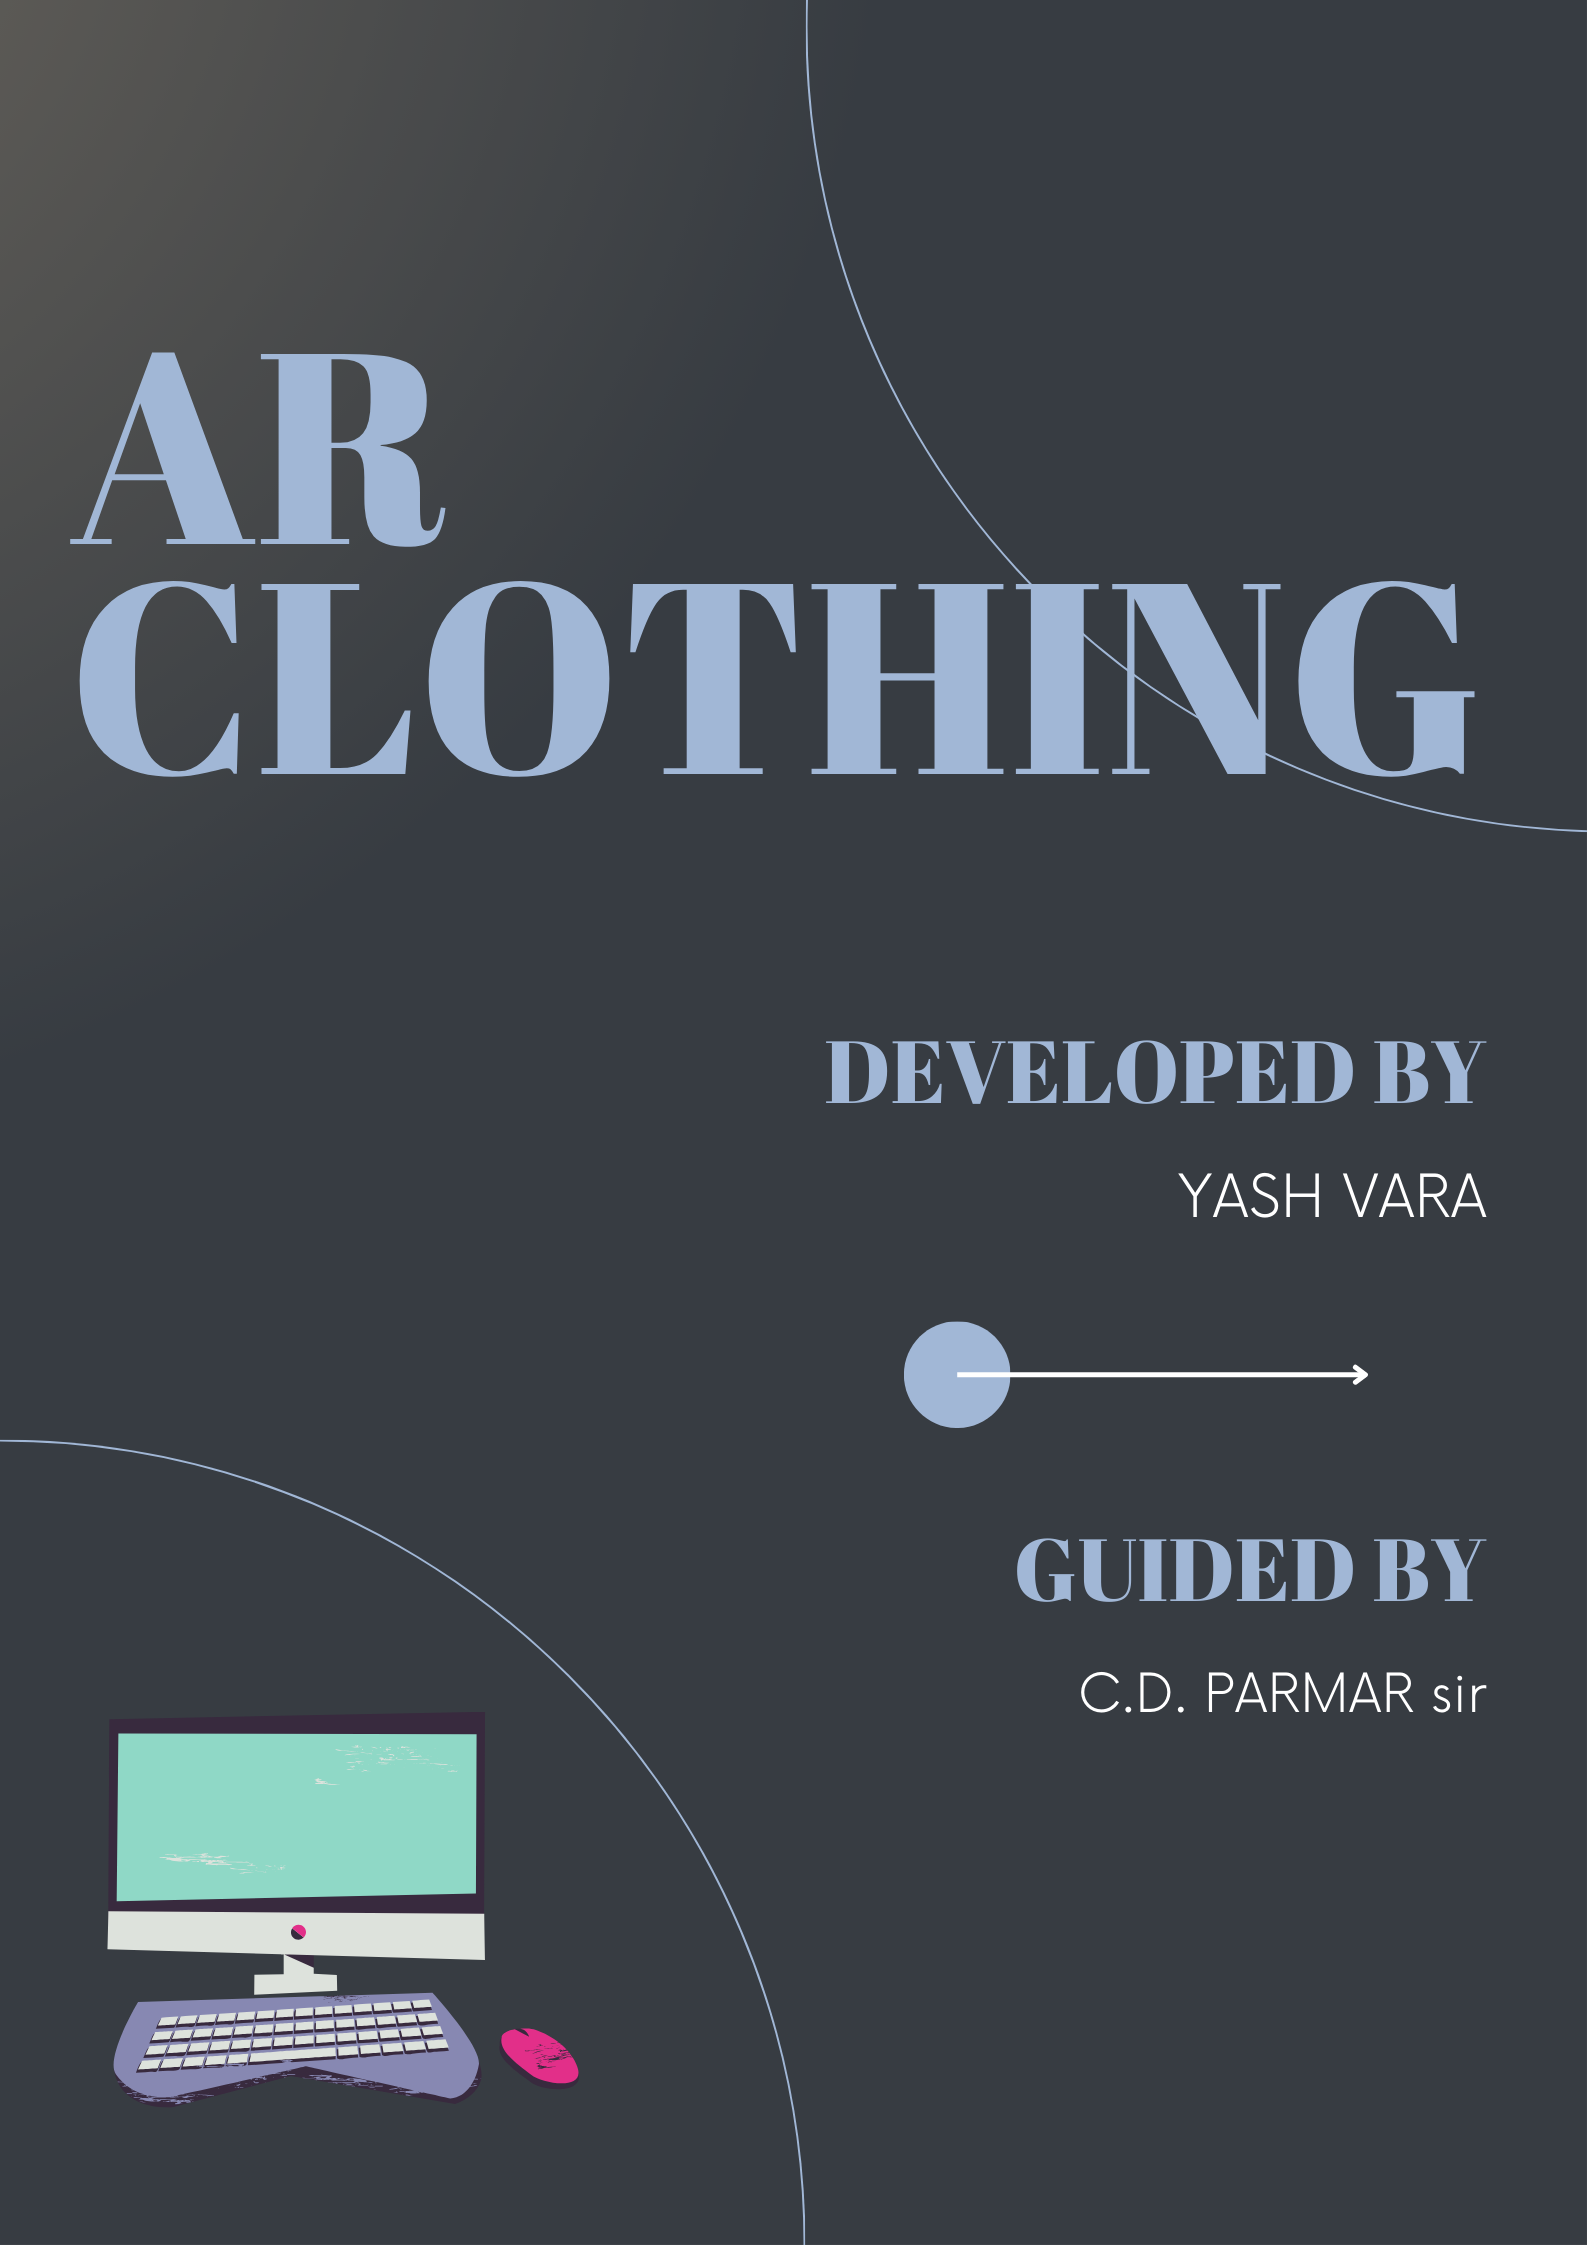 AR
CLOTHING
DEVELOPED BY
YASH VARA
GUIDED BY
C.D. PARMAR sir